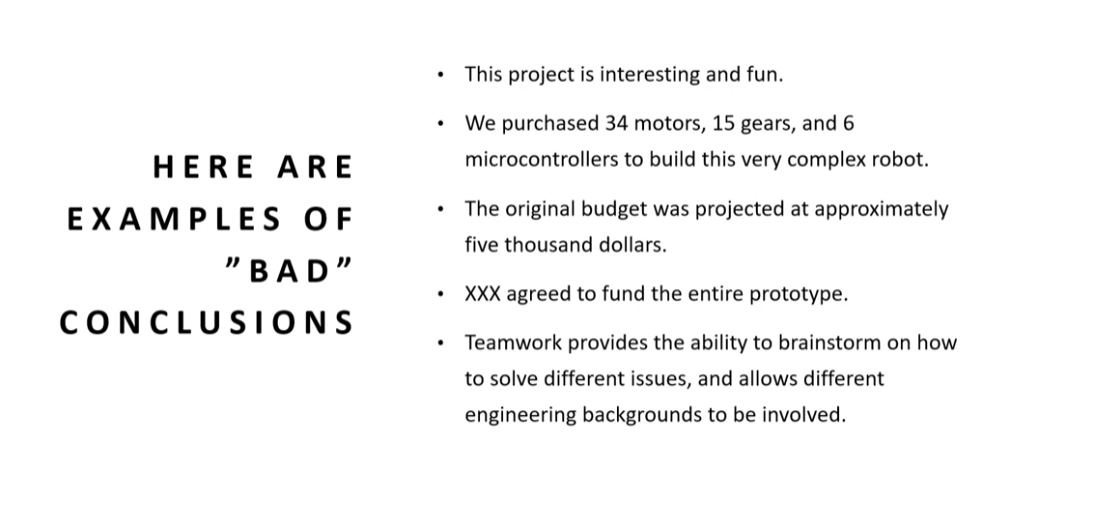 HERE ARE
EXAMPLES OF
”BAD”
CONCLUSIONS
• This project is interesting and fun.
• We purchased 34 motors, 15 gears, and 6
microcontrollers to build this very complex robot.
• The original budget was projected at approximately
five thousand dollars.
• XXX agreed to fund the entire prototype.
• Teamwork provides the ability to brainstorm on how
to solve different issues, and allows different
engineering backgrounds to be involved.